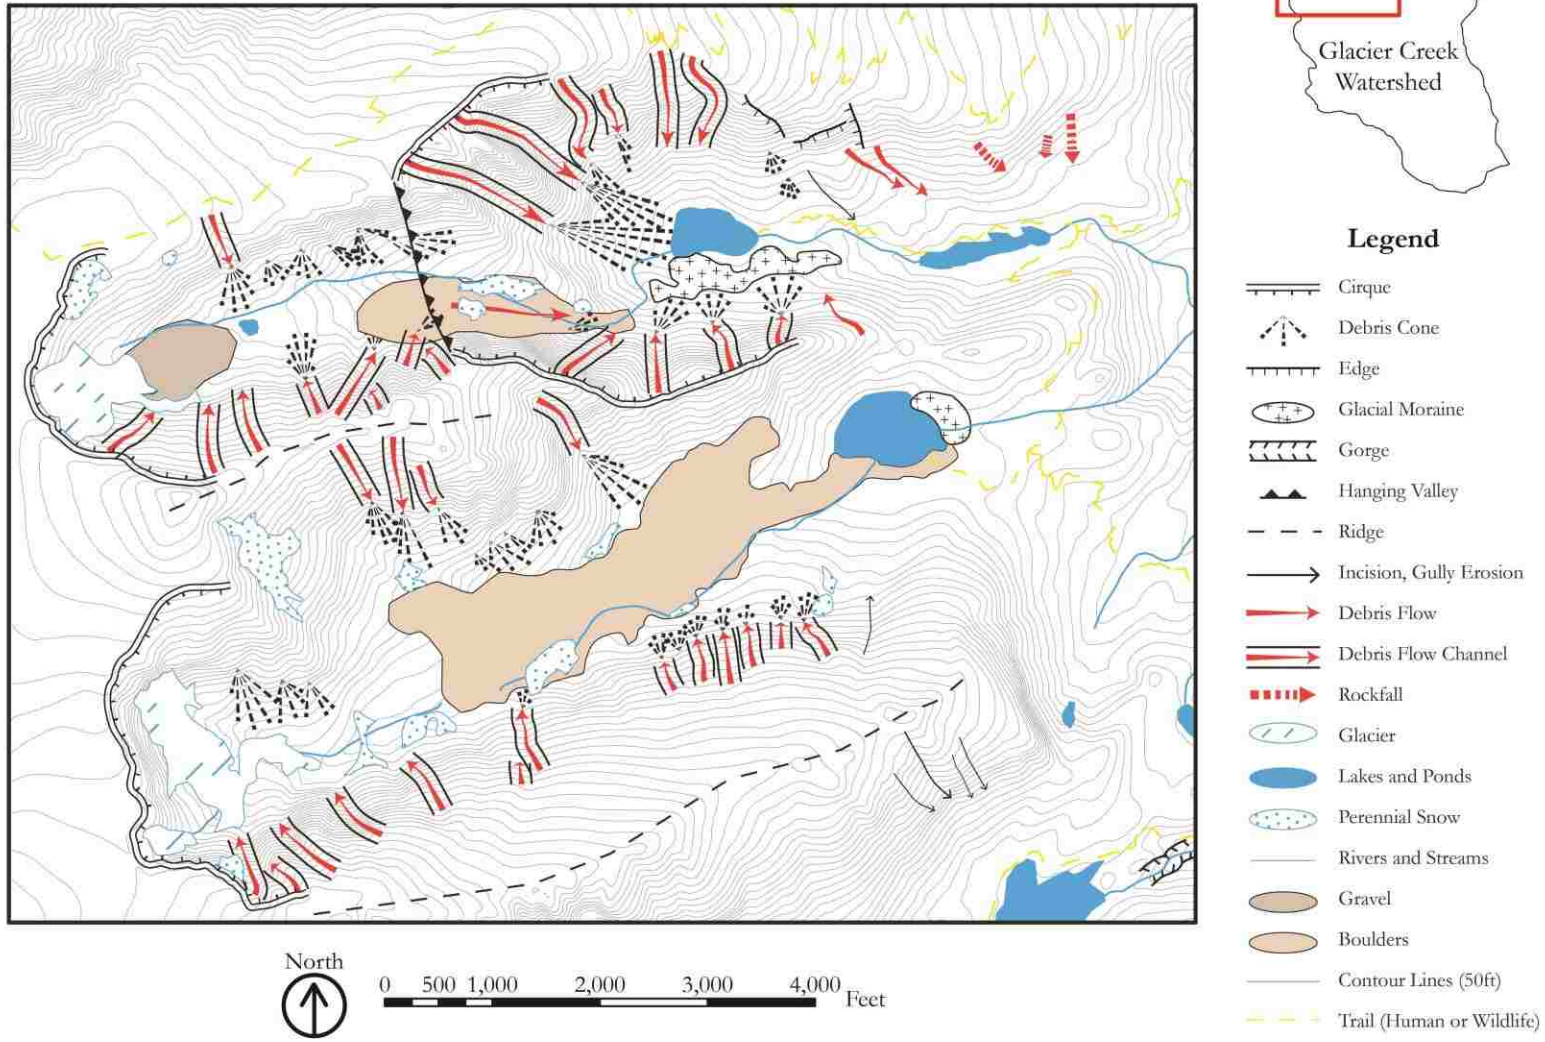 Glacier Creek
Watershed
Legend
Cirque
Debris Cone
Edge
Glacial Moraine
Gorge
Hanging Valley
Ridge
Incision, Gully Erosion
Debris Flow
Debris Flow Channel
Rockfall
Glacier
Lakes and Ponds
Perennial Snow
Rivers and Streams
Gravel
Boulders
Contour Lines (50ft)
Trail (Human or Wildlife)
North
0 500 1,000 2,000 3,000 4,000
Feet